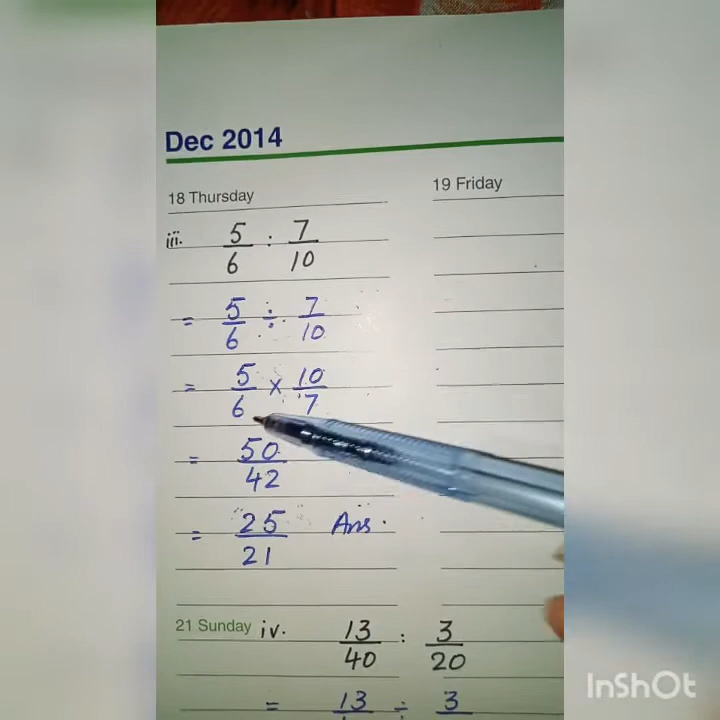 Dec 2014
18 Thursday
19 Friday
iii. 5/6 : 7/10
= 5/6 ÷ 7/10
= 5/6 × 10/7
= 50/42
= 25/21 Ans.
21 Sunday iv. 13/40 : 3/20
= 13 ÷ 3
InShOt